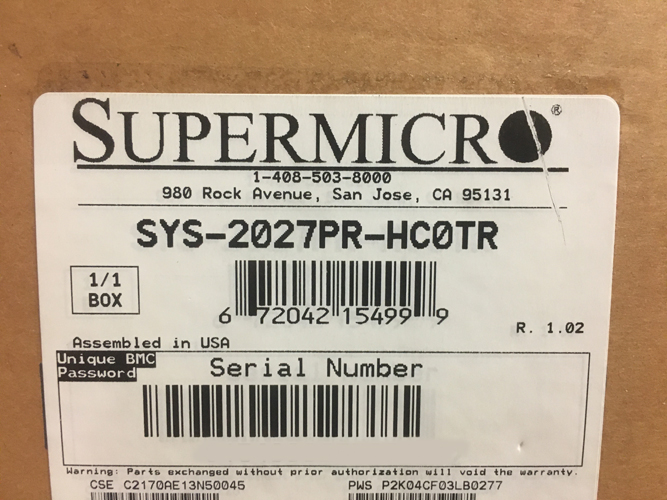 SUPERMICRO®
1-408-503-8000
980 Rock Avenue, San Jose, CA 95131
SYS-2027PR-HC0TR
1/1
BOX
6 72042 15499 9
R. 1.02
Assembled in USA
Unique BMC
Password
Serial Number
Warning: Parts exchanged without prior authorization will void the warranty.
CSE C2170AE13N50045 PWS P2K04CF03LB0277